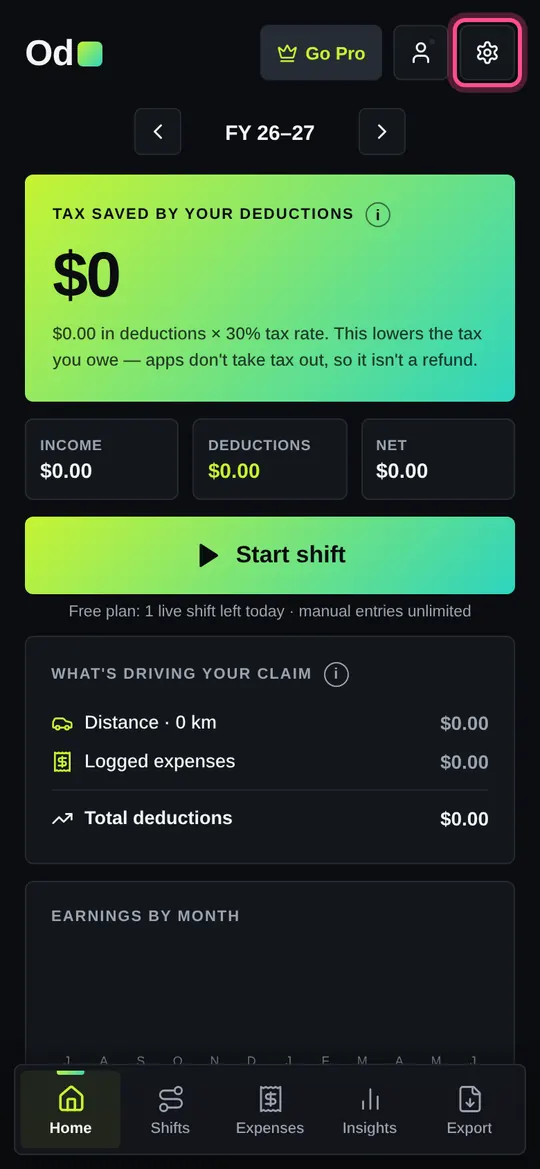 Od
Go Pro
FY 26–27
TAX SAVED BY YOUR DEDUCTIONS i
$0
$0.00 in deductions × 30% tax rate. This lowers the tax
you owe — apps don't take tax out, so it isn't a refund.
INCOME DEDUCTIONS NET
$0.00 $0.00 $0.00
Start shift
Free plan: 1 live shift left today · manual entries unlimited
WHAT'S DRIVING YOUR CLAIM i
Distance · 0 km $0.00
Logged expenses $0.00
Total deductions $0.00
EARNINGS BY MONTH
J A S O N D J F M A M J
Home Shifts Expenses Insights Export